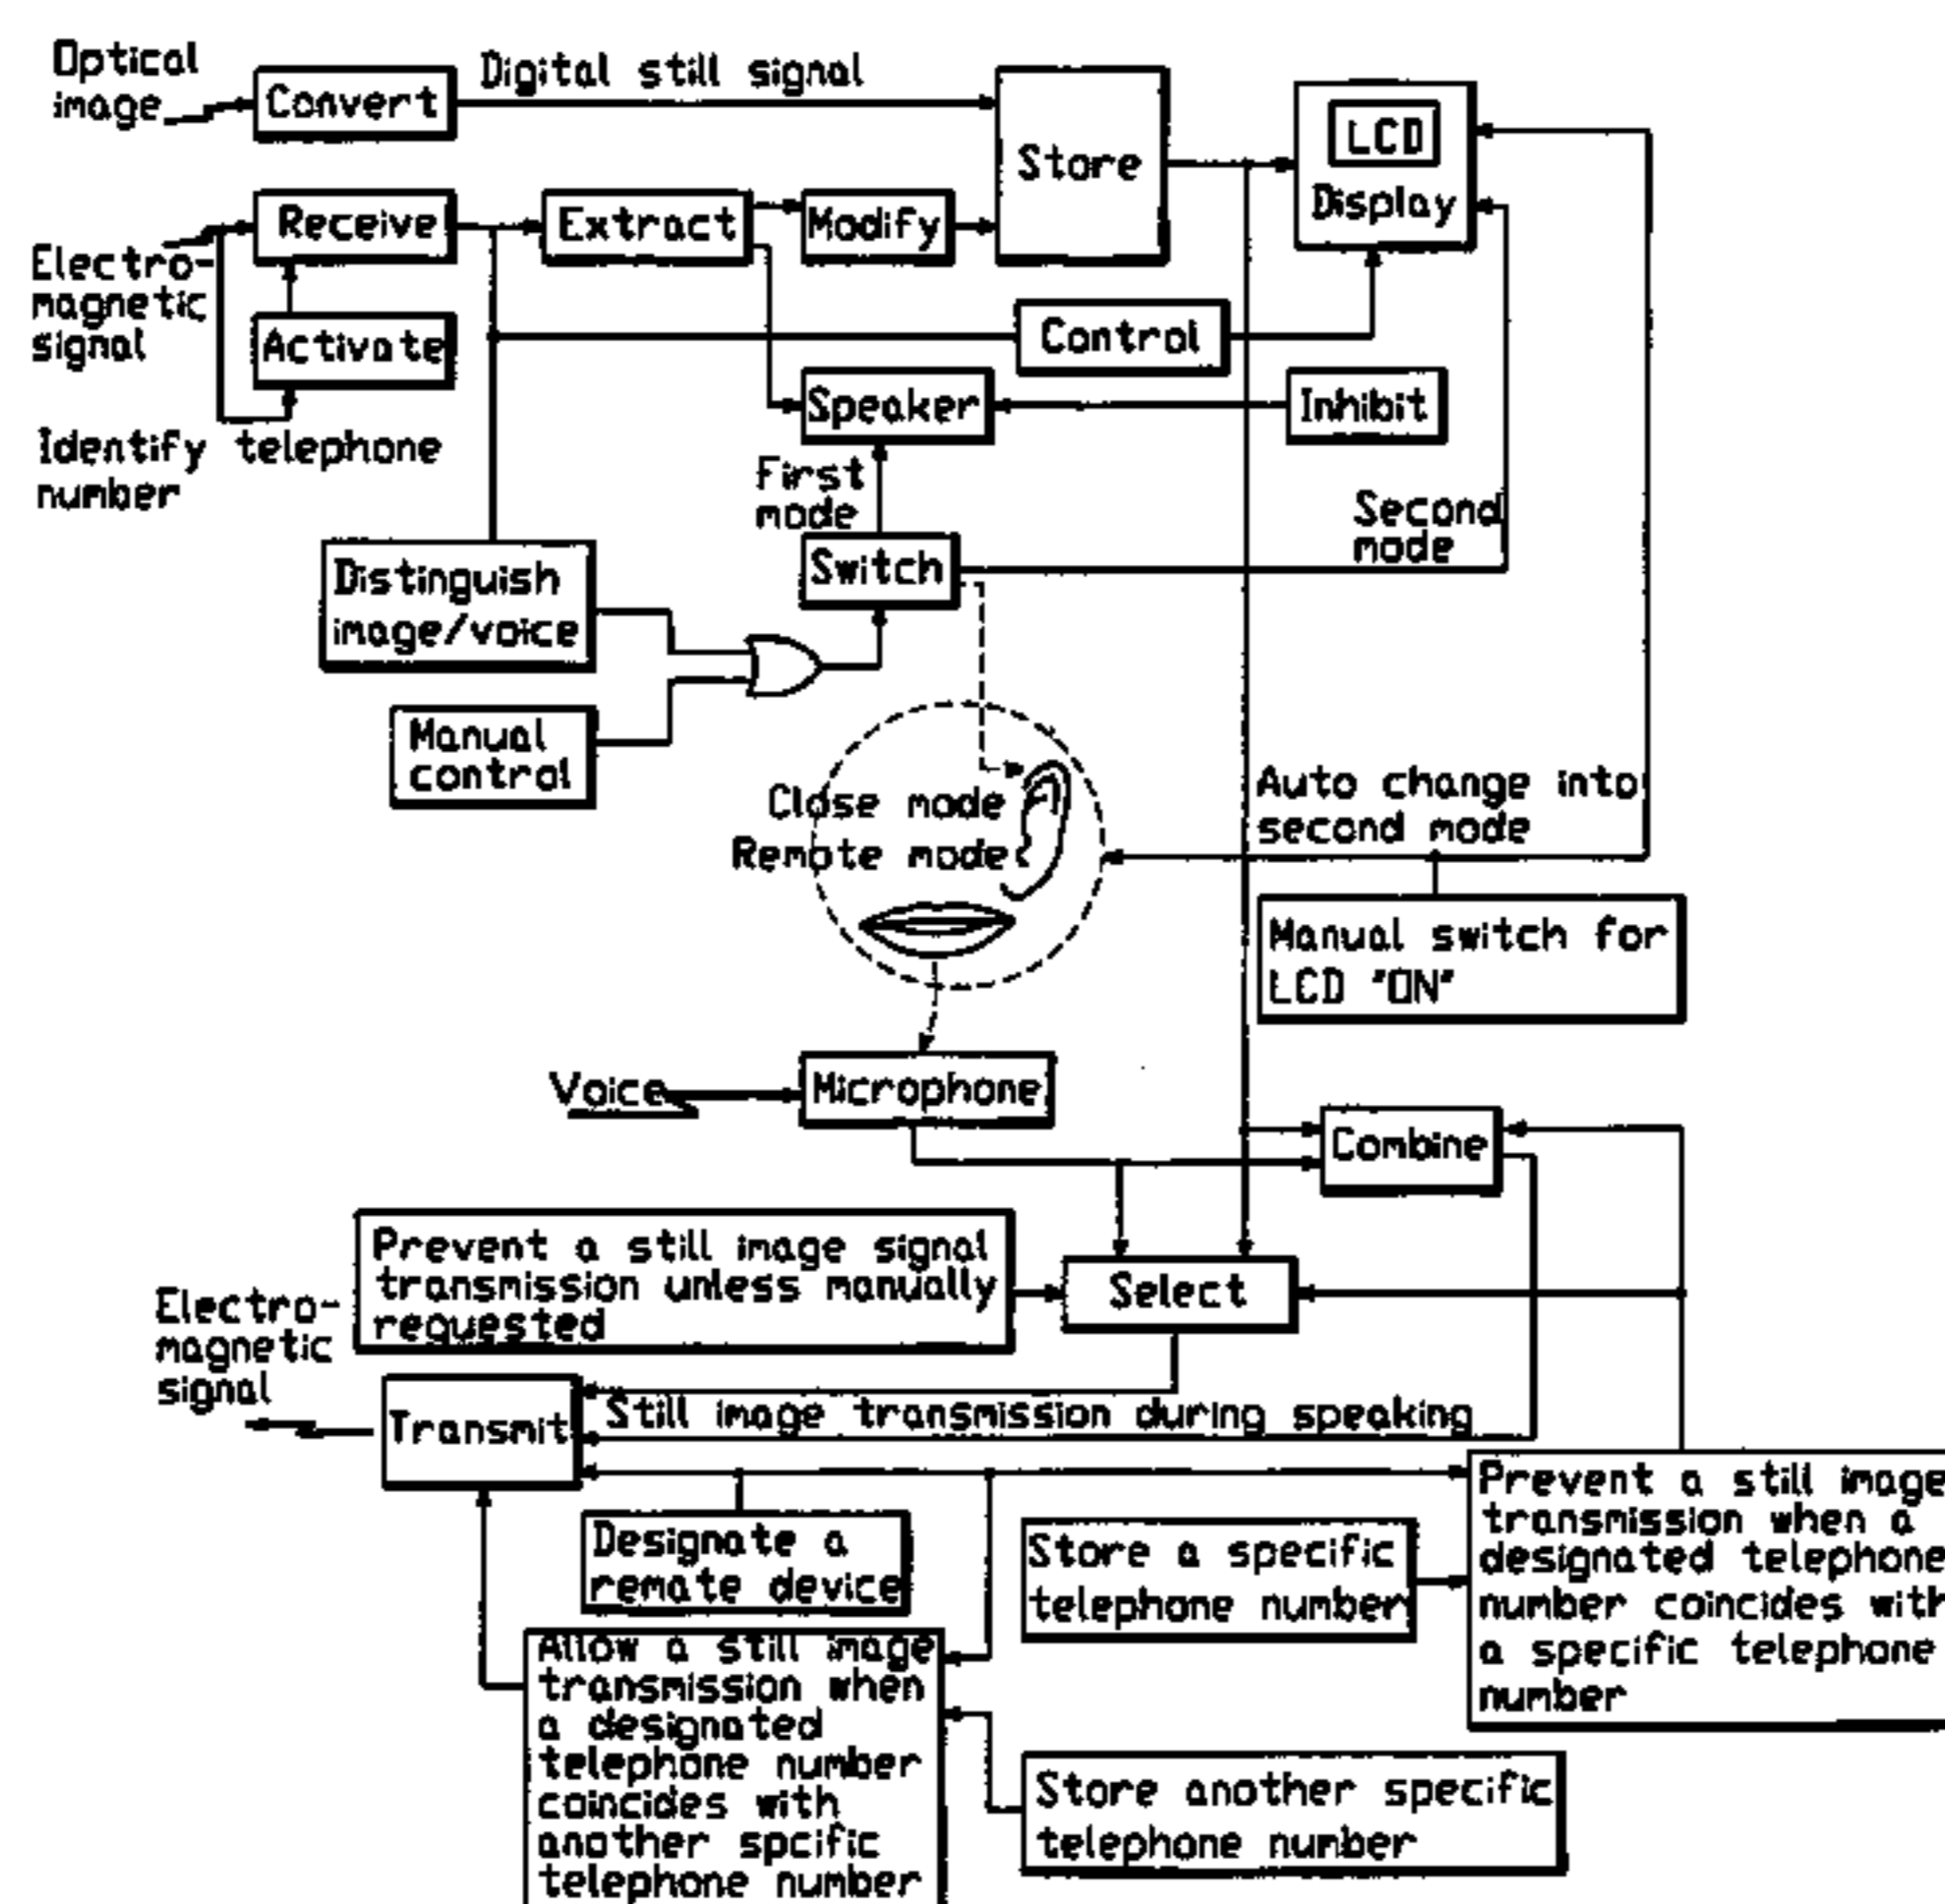 Optical
image
Convert
Digital still signal
Store
LCD
Display
Receive
Extract
Modify
Electro-
magnetic
signal
Activate
Control
Speaker
Inhibit
Identify telephone
number
First
mode
Second
mode
Switch
Distinguish
image/voice
Manual
control
Close mode
Remote mode
Auto change into
second mode
Manual switch for
LCD "ON"
Voice
Microphone
Combine
Prevent a still image signal
transmission unless manually
requested
Select
Electro-
magnetic
signal
Transmit
Still image transmission during speaking
Designate a
remate device
Store a specific
telephone number
Prevent a still image
transmission when a
designated telephone
number coincides with
a specific telephone
number
Allow a still image
transmission when
a designated
telephone number
coincides with
another spcific
telephone number
Store another specific
telephone number